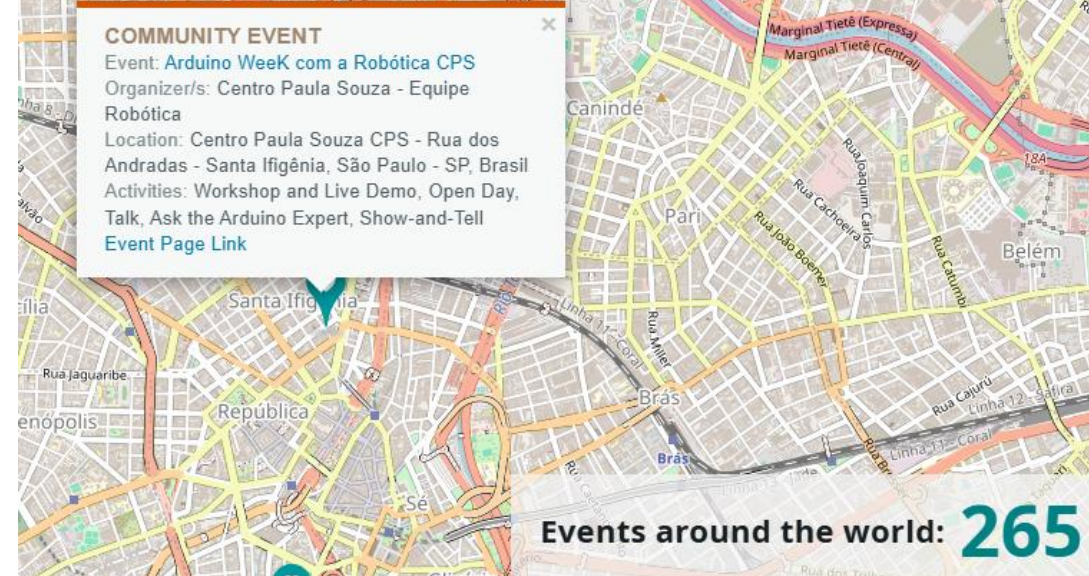 COMMUNITY EVENT
×
Event: Arduino WeeK com a Robótica CPS
Organizer/s: Centro Paula Souza - Equipe
Robótica
Location: Centro Paula Souza CPS - Rua dos
Andradas - Santa Ifigênia, São Paulo - SP, Brasil
Activities: Workshop and Live Demo, Open Day,
Talk, Ask the Arduino Expert, Show-and-Tell
Event Page Link
Marginal Tietê (Expressa)
Marginal Tietê (Central)
Canindé
18A
Rua Joaquim Carlos
Rua Cachoeira
Pari
Rua João Boemer
Rua Catumbi
Belém
Santa Ifigênia
Linha 11 - Coral
Rua Miller
Rua Jaguaribe
República
Brás
Rua Cajurú
Linha 12 - Safira
Linha 11 - Coral
Brás
Sé
Events around the world: 265